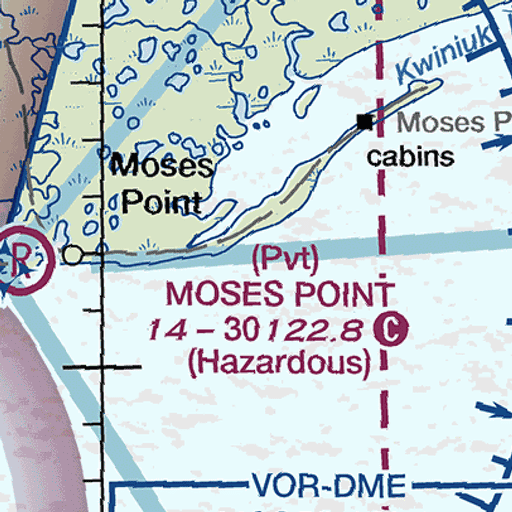 Kwiniuk
Moses P
cabins
Moses
Point
R
(Pvt)
MOSES POINT
14 – 30 122.8 C
(Hazardous)
VOR-DME